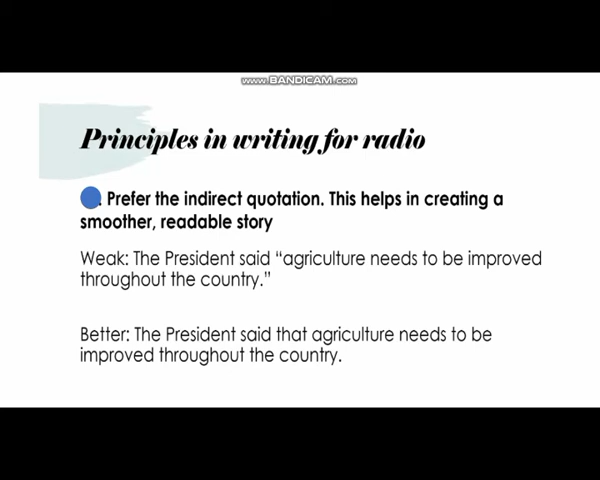 www.BANDICAM.com
Principles in writing for radio
. Prefer the indirect quotation. This helps in creating a
smoother, readable story
Weak: The President said “agriculture needs to be improved
throughout the country.”
Better: The President said that agriculture needs to be
improved throughout the country.